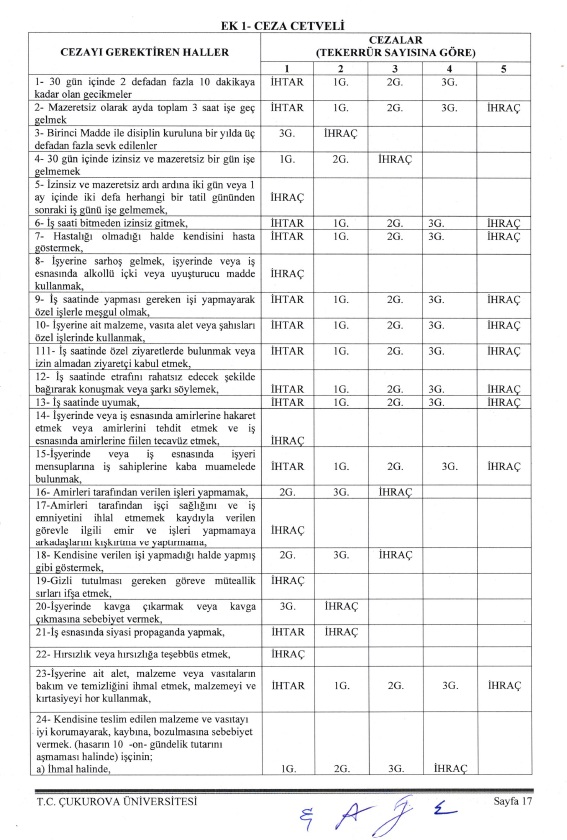 EK 1- CEZA CETVELİ
CEZAYI GEREKTİREN HALLER
CEZALAR
(TEKERRÜR SAYISINA GÖRE)
1 2 3 4 5
1- 30 gün içinde 2 defadan fazla 10 dakikaya İHTAR 1G. 2G. 3G.
kadar olan gecikmeler
2- Mazeretsiz olarak ayda toplam 3 saat işe geç İHTAR 1G. 2G. 3G. İHRAÇ
gelmek
3- Birinci Madde ile disiplin kuruluna bir yılda üç 3G. İHRAÇ
defadan fazla sevk edilenler
4- 30 gün içinde izinsiz ve mazeretsiz bir gün işe 1G. 2G. İHRAÇ
gelmemek
5- İzinsiz ve mazeretsiz ardı ardına iki gün veya 1
ay içinde iki defa herhangi bir tatil gününden İHRAÇ
sonraki iş günü işe gelmemek,
6- İş saati bitmeden izinsiz gitmek, İHTAR 1G. 2G. 3G. İHRAÇ
7- Hastalığı olmadığı halde kendisini hasta İHTAR 1G. 2G. 3G. İHRAÇ
göstermek,
8- İşyerine sarhoş gelmek, işyerinde veya iş
esnasında alkollü içki veya uyuşturucu madde İHRAÇ
kullanmak,
9- İş saatinde yapması gereken işi yapmayarak İHTAR 1G. 2G. 3G. İHRAÇ
özel işlerle meşgul olmak,
10- İşyerine ait malzeme, vasıta alet veya şahısları İHTAR 1G. 2G. 3G. İHRAÇ
özel işlerinde kullanmak,
111- İş saatinde özel ziyaretlerde bulunmak veya İHTAR 1G. 2G. 3G. İHRAÇ
izin almadan ziyaretçi kabul etmek,
12- İş saatinde etrafını rahatsız edecek şekilde
bağırarak konuşmak veya şarkı söylemek, İHTAR 1G. 2G. 3G. İHRAÇ
13- İş saatinde uyumak, İHTAR 1G. 2G. 3G. İHRAÇ
14- İşyerinde veya iş esnasında amirlerine hakaret
etmek veya amirlerini tehdit etmek ve iş
esnasında amirlerine fiilen tecavüz etmek, İHRAÇ
15-İşyerinde veya iş esnasında işyeri
mensuplarına iş sahiplerine kaba muamelede İHTAR 1G. 2G. 3G. İHRAÇ
bulunmak,
16- Amirleri tarafından verilen işleri yapmamak, 2G. 3G. İHRAÇ
17-Amirleri tarafından işçi sağlığını ve iş
emniyetini ihlal etmemek kaydıyla verilen
görevle ilgili emir ve işleri yapmamaya İHRAÇ
arkadaşlarını kışkırtma ve yaptırmama,
18- Kendisine verilen işi yapmadığı halde yapmış 2G. 3G. İHRAÇ
gibi göstermek,
19-Gizli tutulması gereken göreve müteallik İHRAÇ
sırları ifşa etmek,
20-İşyerinde kavga çıkarmak veya kavga 3G. İHRAÇ
çıkmasına sebebiyet vermek,
21-İş esnasında siyasi propaganda yapmak, İHTAR İHRAÇ
22- Hırsızlık veya hırsızlığa teşebbüs etmek, İHRAÇ
23-İşyerine ait alet, malzeme veya vasıtaların
bakım ve temizliğini ihmal etmek, malzemeyi ve İHTAR 1G. 2G. 3G. İHRAÇ
kırtasiyeyi hor kullanmak,
24- Kendisine teslim edilen malzeme ve vasıtayı
iyi korumayarak, kaybına, bozulmasına sebebiyet
vermek. (hasarın 10 -on- gündelik tutarını
aşmaması halinde) işçinin;
a) İhmal halinde, 1G. 2G. 3G. İHRAÇ
T.C. ÇUKUROVA ÜNİVERSİTESİ Sayfa 17